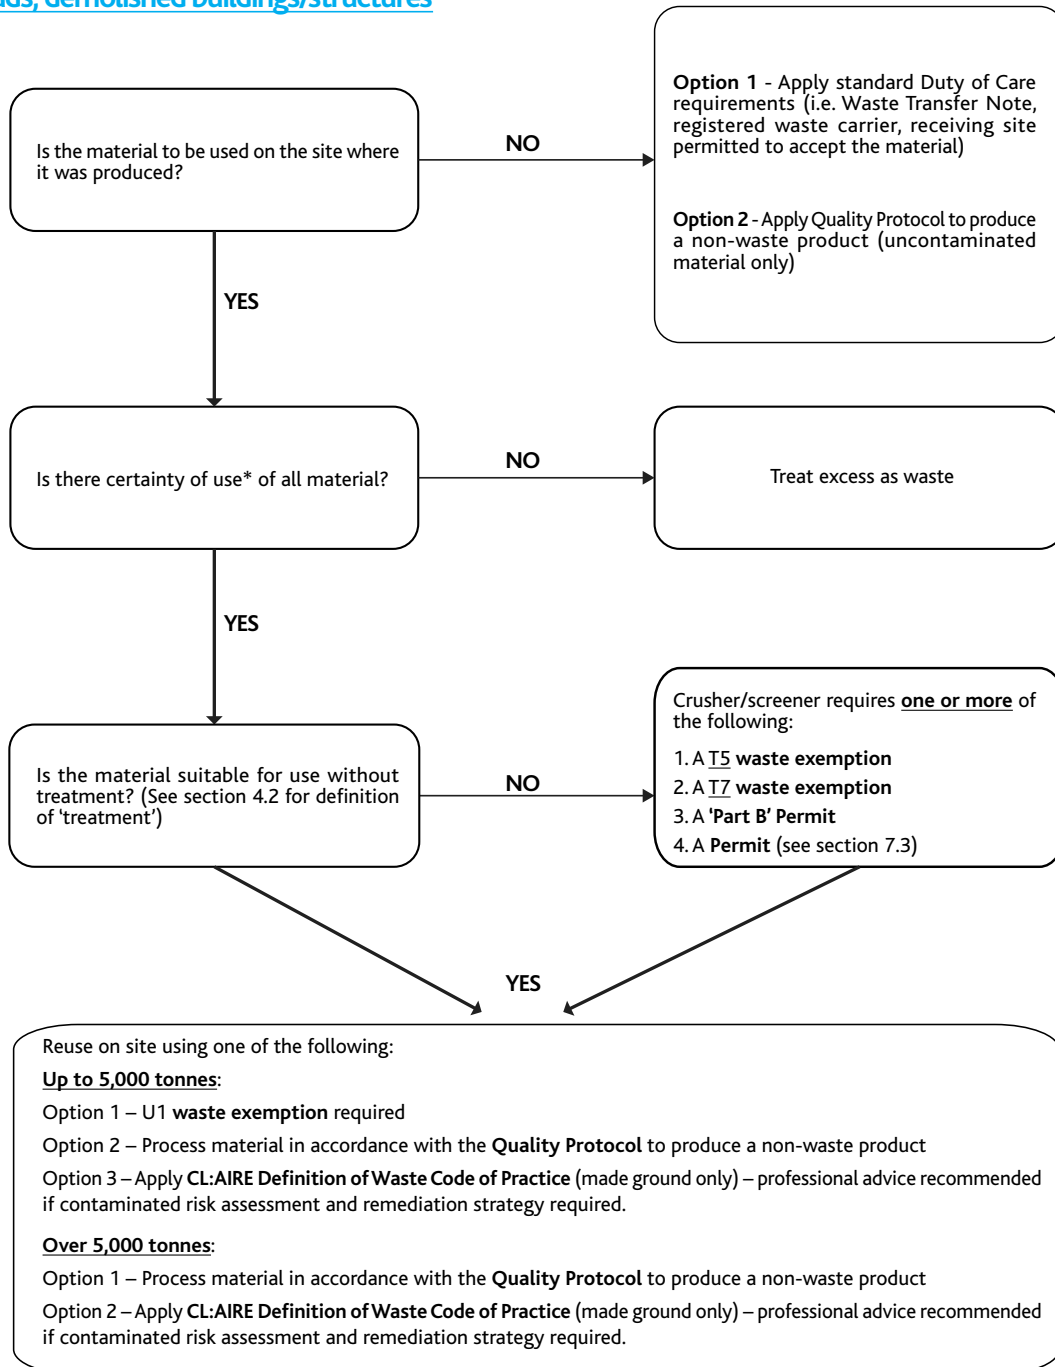 demolished buildings/structures
Is the material to be used on the site where
it was produced?
NO
Option 1 - Apply standard Duty of Care
requirements (i.e. Waste Transfer Note,
registered waste carrier, receiving site
permitted to accept the material)
Option 2 - Apply Quality Protocol to produce
a non-waste product (uncontaminated
material only)
YES
Is there certainty of use* of all material?
NO
Treat excess as waste
YES
Is the material suitable for use without
treatment? (See section 4.2 for definition
of ‘treatment’)
NO
Crusher/screener requires one or more of
the following:
1. A T5 waste exemption
2. A T7 waste exemption
3. A ‘Part B’ Permit
4. A Permit (see section 7.3)
YES
Reuse on site using one of the following:
Up to 5,000 tonnes:
Option 1 – U1 waste exemption required
Option 2 – Process material in accordance with the Quality Protocol to produce a non-waste product
Option 3 – Apply CL:AIRE Definition of Waste Code of Practice (made ground only) – professional advice recommended
if contaminated risk assessment and remediation strategy required.
Over 5,000 tonnes:
Option 1 – Process material in accordance with the Quality Protocol to produce a non-waste product
Option 2 – Apply CL:AIRE Definition of Waste Code of Practice (made ground only) – professional advice recommended
if contaminated risk assessment and remediation strategy required.